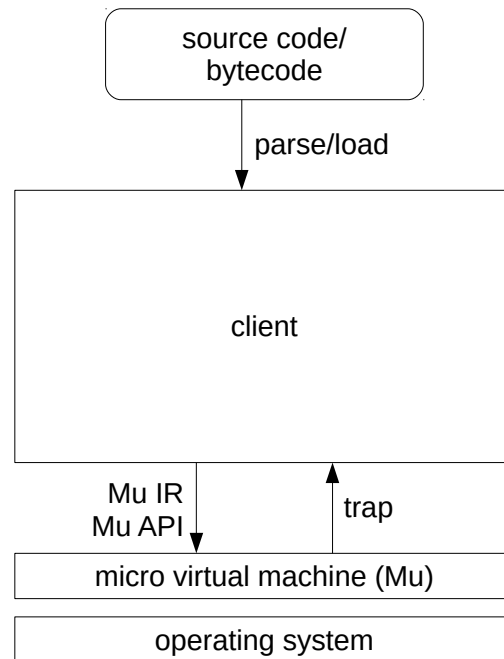 source code/
bytecode
parse/load
client
Mu IR
Mu API
trap
micro virtual machine (Mu)
operating system